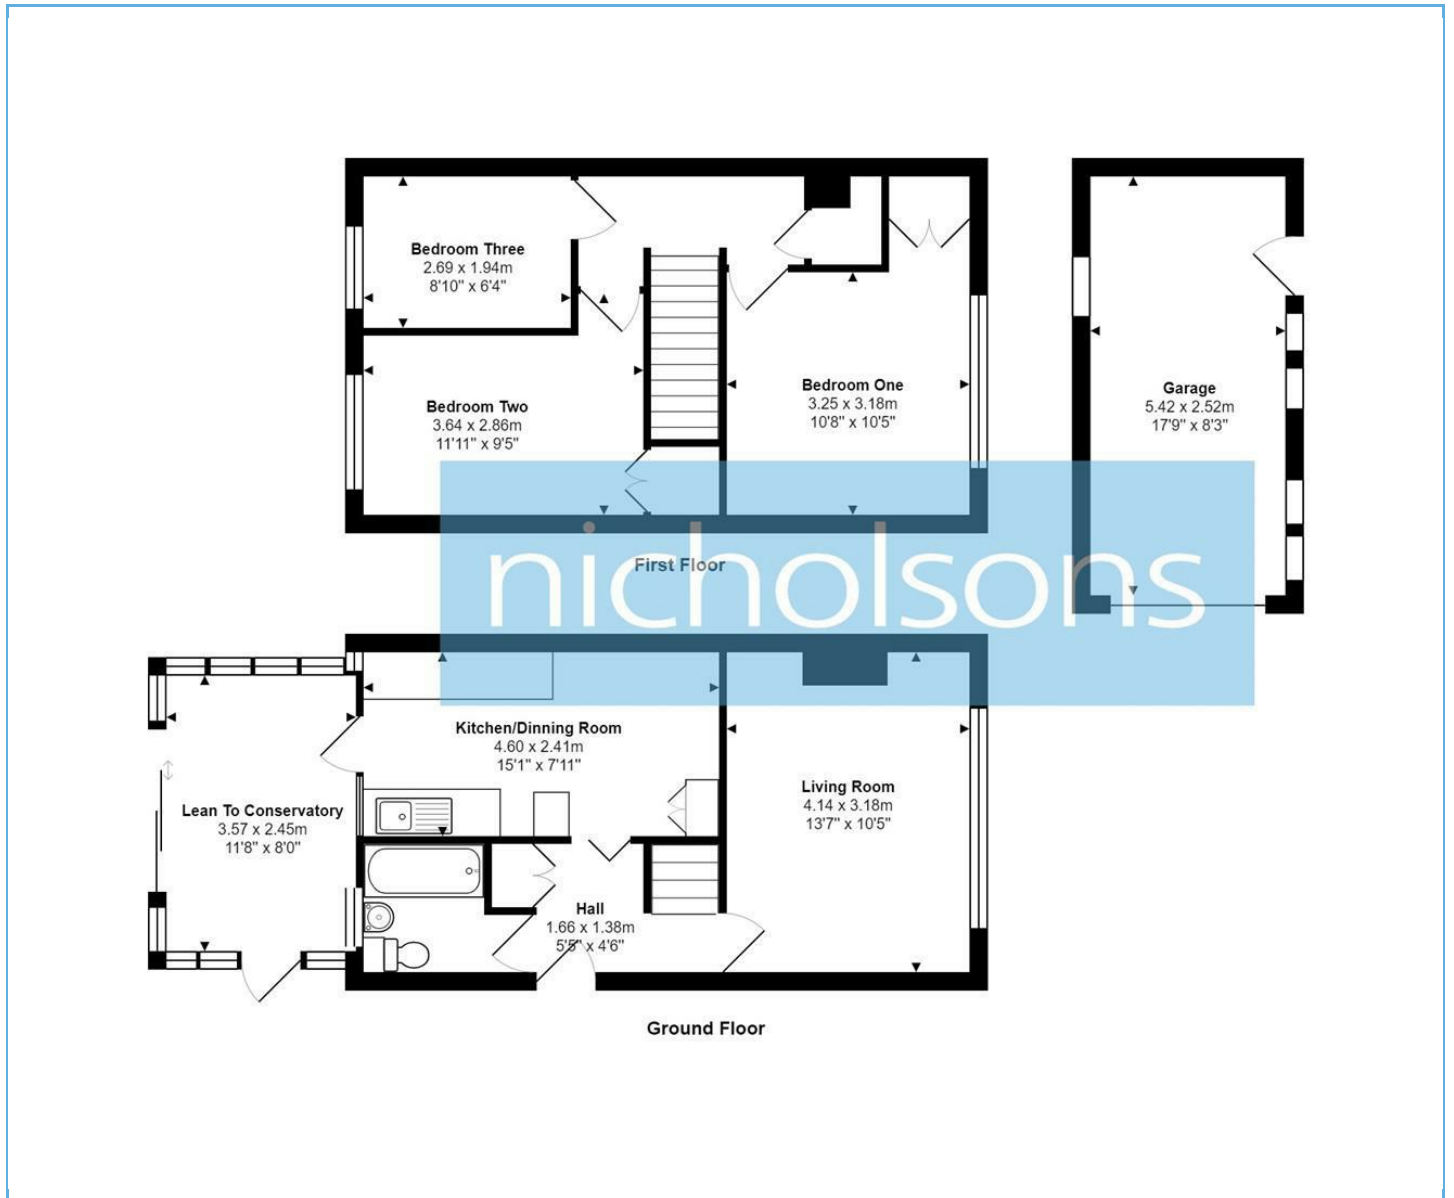 Bedroom Three
2.69 x 1.94m
8'10" x 6'4"
Bedroom Two
3.64 x 2.86m
11'11" x 9'5"
Bedroom One
3.25 x 3.18m
10'8" x 10'5"
Garage
5.42 x 2.52m
17'9" x 8'3"
First Floor
nicholsons
Kitchen/Dinning Room
4.60 x 2.41m
15'1" x 7'11"
Lean To Conservatory
3.57 x 2.45m
11'8" x 8'0"
Living Room
4.14 x 3.18m
13'7" x 10'5"
Hall
1.66 x 1.38m
5'5" x 4'6"
Ground Floor